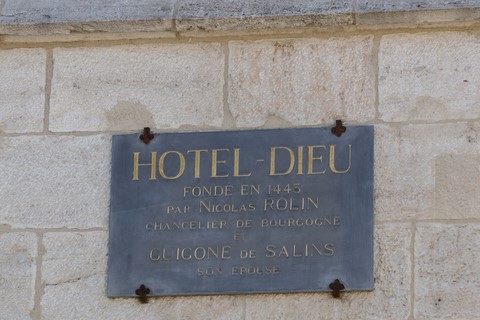 HOTEL-DIEU
FONDE EN 1443
PAR NICOLAS ROLIN
CHANCELIER DE BOURGOGNE
ET
GUIGONE DE SALINS
SON EPOUSE